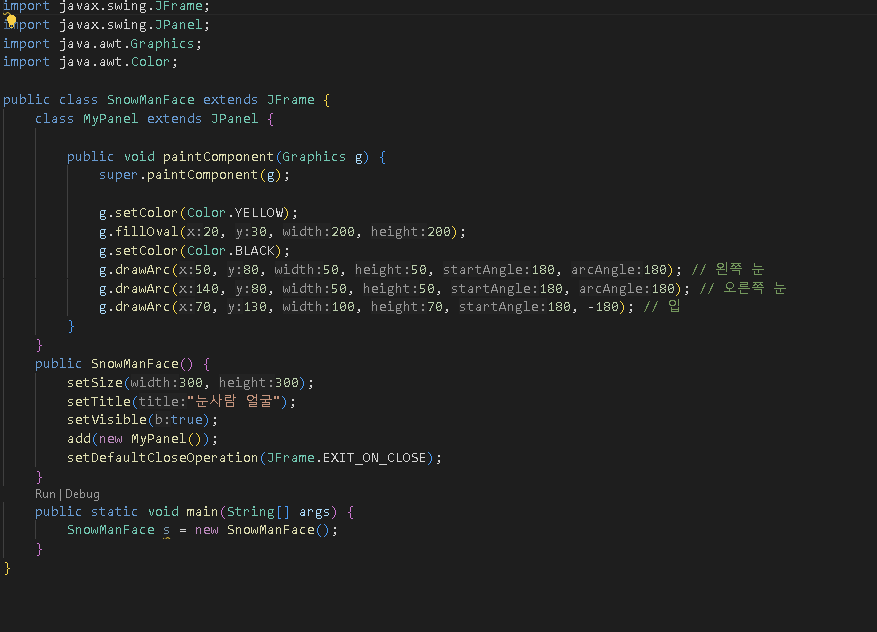 import javax.swing.JFrame;
import javax.swing.JPanel;
import java.awt.Graphics;
import java.awt.Color;
public class SnowManFace extends JFrame {
class MyPanel extends JPanel {
public void paintComponent(Graphics g) {
super.paintComponent(g);
g.setColor(Color.YELLOW);
g.fillOval(x:20, y:30, width:200, height:200);
g.setColor(Color.BLACK);
g.drawArc(x:50, y:80, width:50, height:50, startAngle:180, arcAngle:180); // 왼쪽 눈
g.drawArc(x:140, y:80, width:50, height:50, startAngle:180, arcAngle:180); // 오른쪽 눈
g.drawArc(x:70, y:130, width:100, height:70, startAngle:180, -180); // 입
}
}
public SnowManFace() {
setSize(width:300, height:300);
setTitle(title:"눈사람 얼굴");
setVisible(b:true);
add(new MyPanel());
setDefaultCloseOperation(JFrame.EXIT_ON_CLOSE);
}
Run | Debug
public static void main(String[] args) {
SnowManFace s = new SnowManFace();
}
}